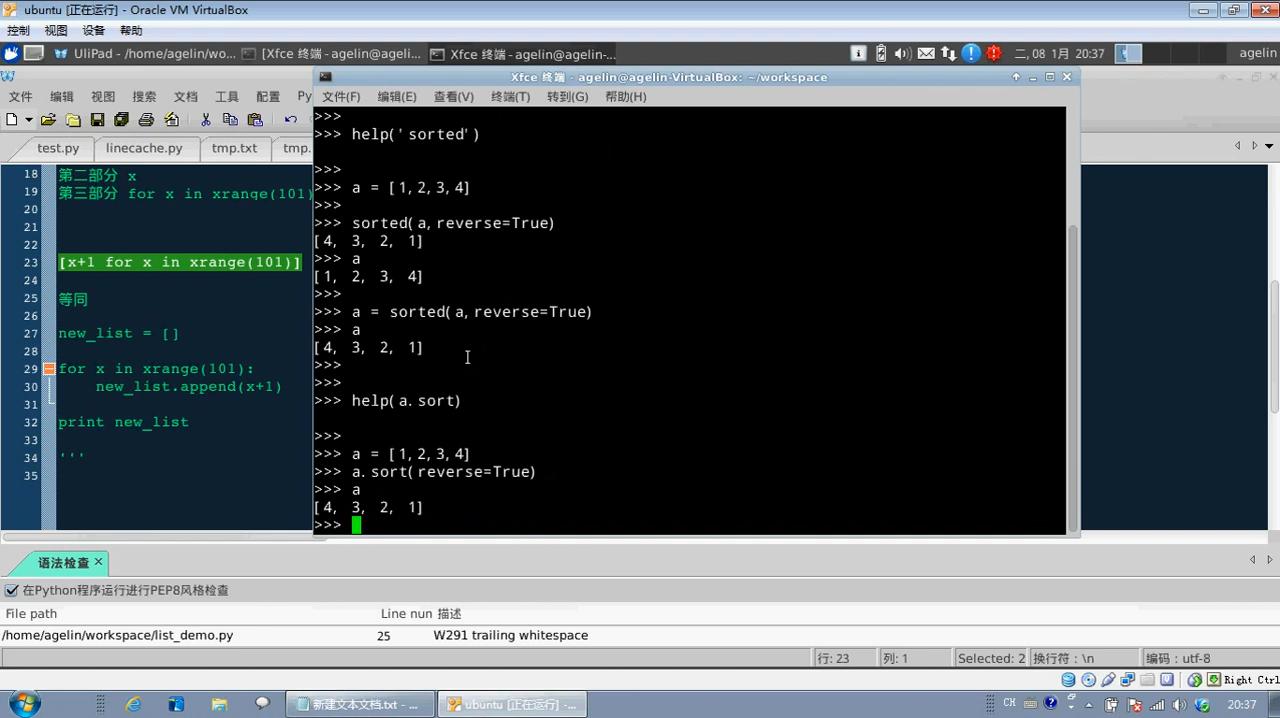 ubuntu [正在运行] - Oracle VM VirtualBox
控制 视图 设备 帮助
UliPad - /home/agelin/wo... [Xfce 终端 - agelin@ageli... Xfce 终端 - agelin@agelin-... 二, 08 1月 20:37 agelin
Xfce 终端 - agelin@agelin-VirtualBox: ~/workspace
文件 编辑 视图 搜索 文档 工具 配置 Py
文件(F) 编辑(E) 查看(V) 终端(T) 转到(G) 帮助(H)
test.py linecache.py tmp.txt tmp.
18 第二部分 x
19 第三部分 for x in xrange(101)
20
21
22
23 [x+1 for x in xrange(101)]
24
25 等同
26
27 new_list = []
28
29 for x in xrange(101):
30 new_list.append(x+1)
31
32 print new_list
33
34 '''
35
>>>
>>> help('sorted')
>>>
>>> a = [1,2,3,4]
>>>
>>> sorted(a,reverse=True)
[4, 3, 2, 1]
>>> a
[1, 2, 3, 4]
>>>
>>> a = sorted(a,reverse=True)
>>> a
[4, 3, 2, 1]
>>>
>>>
>>> help(a.sort)
>>>
>>> a = [1,2,3,4]
>>> a.sort(reverse=True)
>>> a
[4, 3, 2, 1]
>>>
语法检查
在Python程序运行进行PEP8风格检查
File path Line nun 描述
/home/agelin/workspace/list_demo.py 25 W291 trailing whitespace
行: 23 列: 1 Selected: 2 换行符：\n 编码：utf-8
Right Ctrl
新建文本文档.txt - ... ubuntu [正在运行] -... CH 20:37